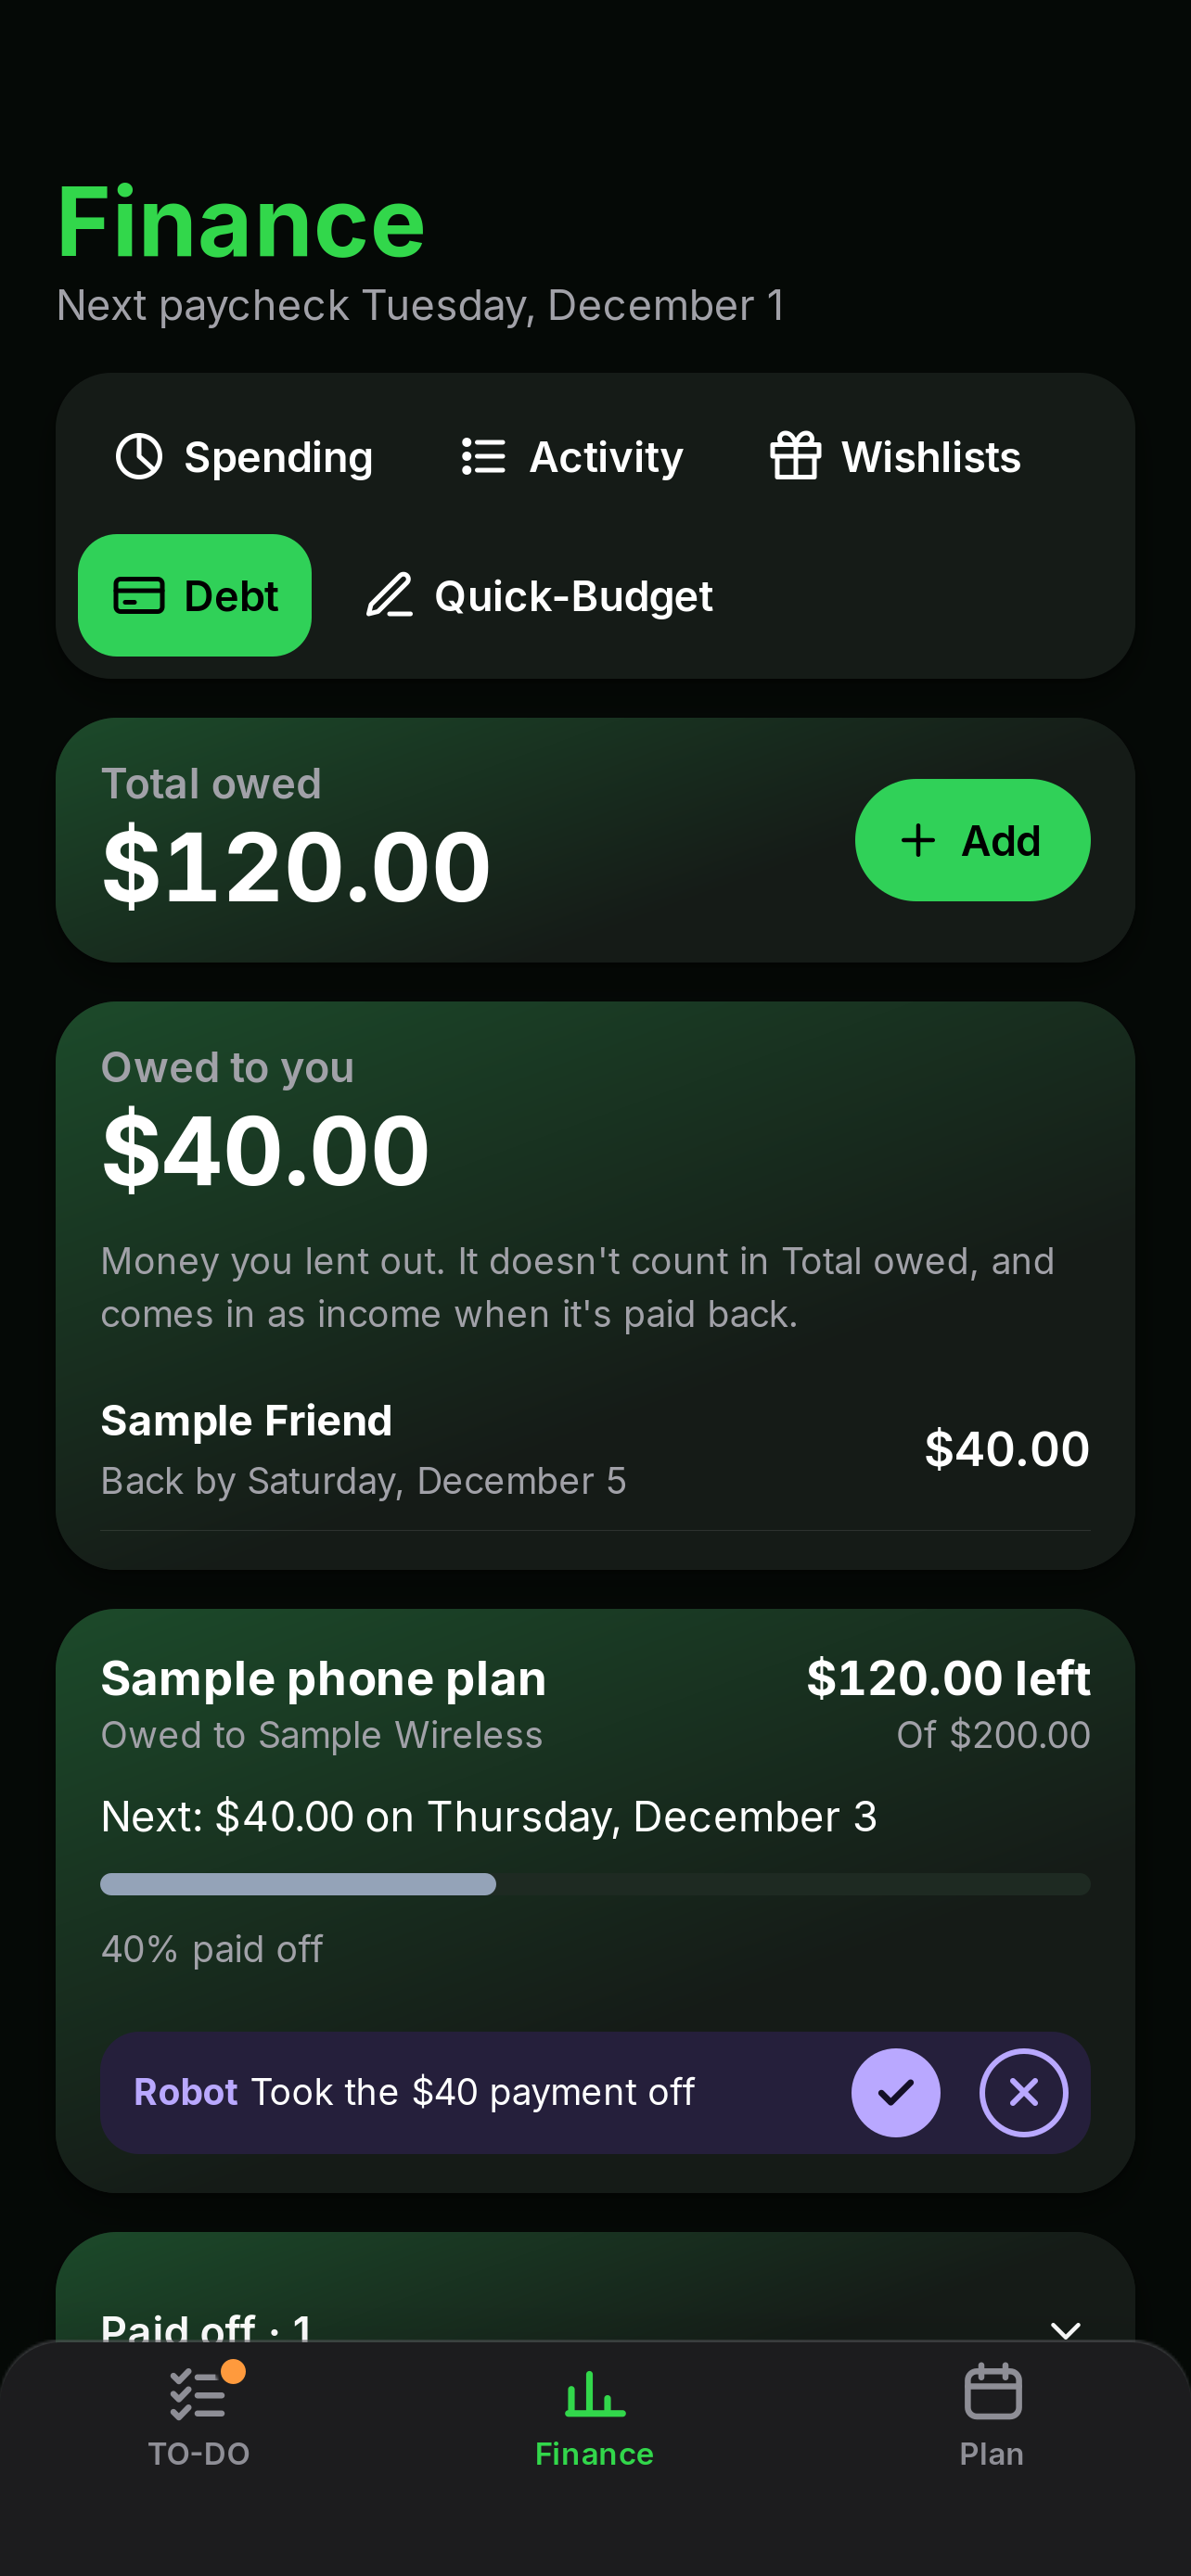 Finance
Next paycheck Tuesday, December 1
Spending
Activity
Wishlists
Debt
Quick-Budget
Total owed
$120.00
Add
Owed to you
$40.00
Money you lent out. It doesn't count in Total owed, and
comes in as income when it's paid back.
Sample Friend
$40.00
Back by Saturday, December 5
Sample phone plan
$120.00 left
Owed to Sample Wireless
Of $200.00
Next: $40.00 on Thursday, December 3
40% paid off
Robot Took the $40 payment off
Paid off · 1
TO-DO
Finance
Plan